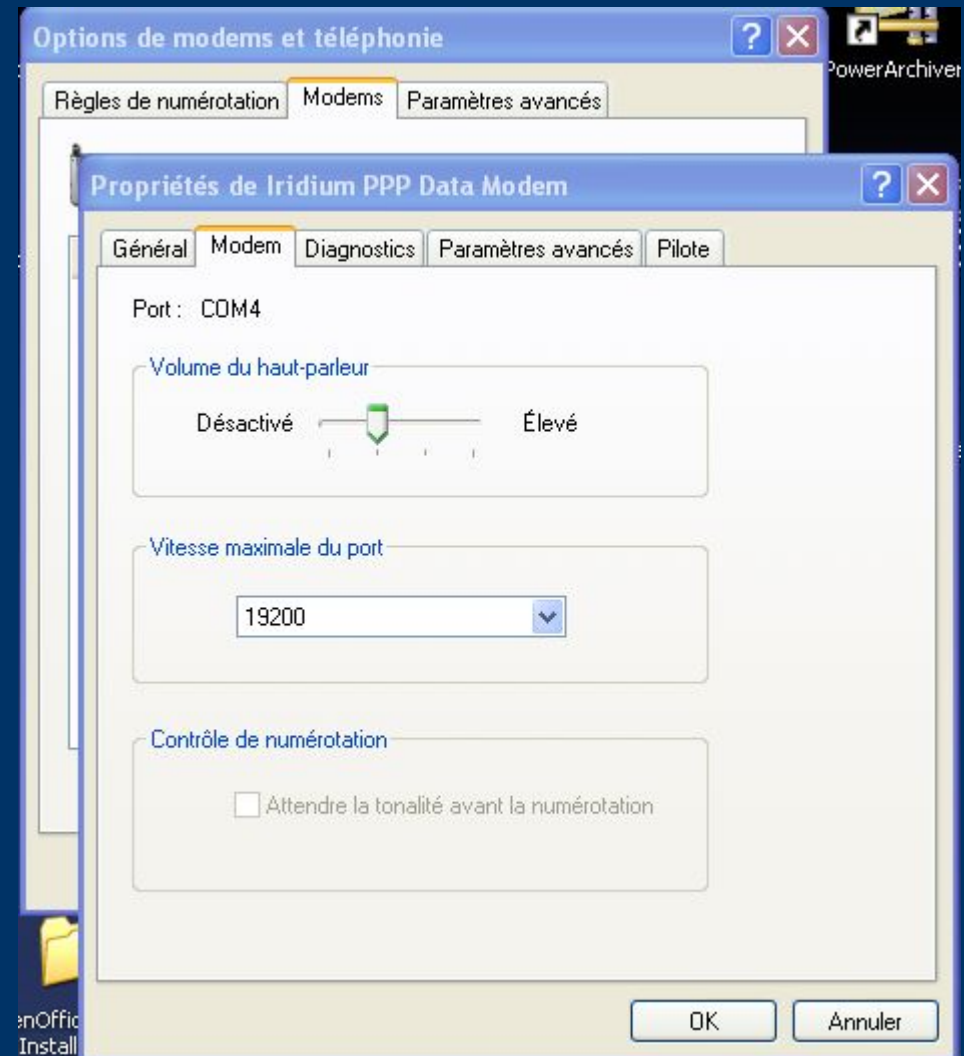 Options de modems et téléphonie
PowerArchiver
Règles de numérotation Modems Paramètres avancés
Propriétés de Iridium PPP Data Modem
Général Modem Diagnostics Paramètres avancés Pilote
Port : COM4
Volume du haut-parleur
Désactivé Élevé
Vitesse maximale du port
19200
Contrôle de numérotation
Attendre la tonalité avant la numérotation
Install
OK Annuler